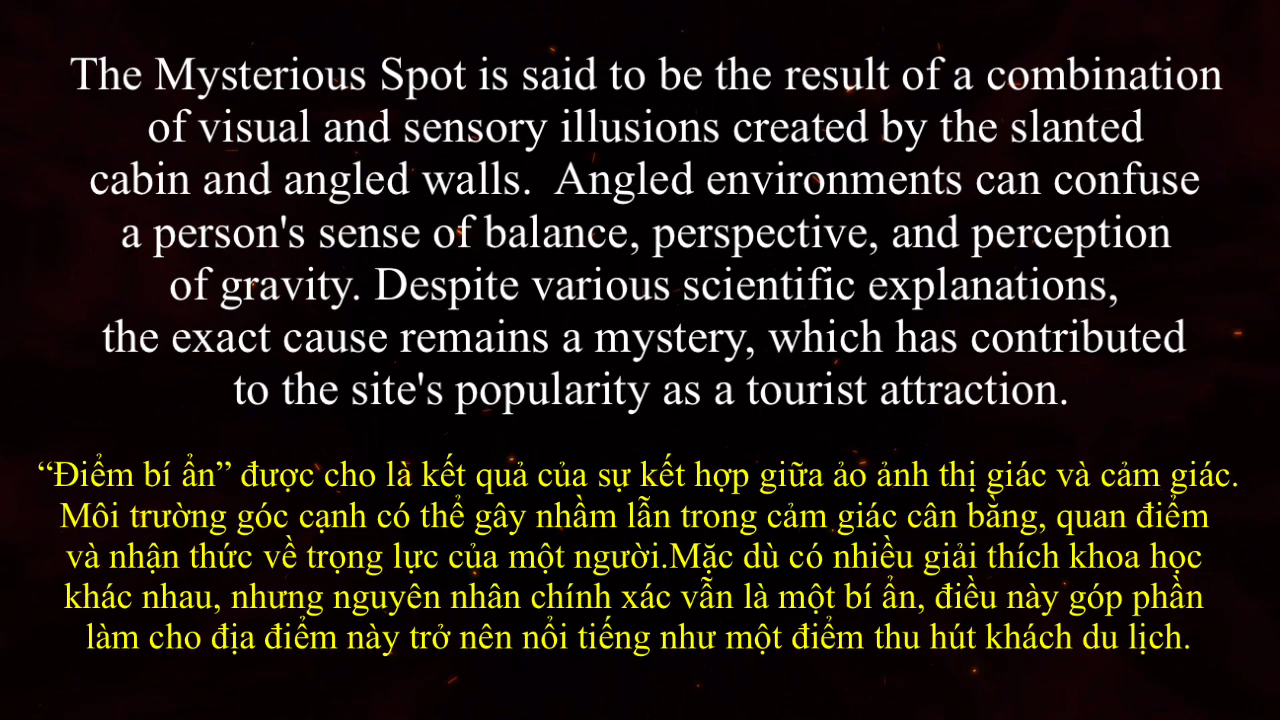 The Mysterious Spot is said to be the result of a combination
of visual and sensory illusions created by the slanted
cabin and angled walls.  Angled environments can confuse
a person's sense of balance, perspective, and perception
of gravity. Despite various scientific explanations,
the exact cause remains a mystery, which has contributed
to the site's popularity as a tourist attraction.
“Điểm bí ẩn” được cho là kết quả của sự kết hợp giữa ảo ảnh thị giác và cảm giác.
Môi trường góc cạnh có thể gây nhầm lẫn trong cảm giác cân bằng, quan điểm
và nhận thức về trọng lực của một người.Mặc dù có nhiều giải thích khoa học
khác nhau, nhưng nguyên nhân chính xác vẫn là một bí ẩn, điều này góp phần
làm cho địa điểm này trở nên nổi tiếng như một điểm thu hút khách du lịch.